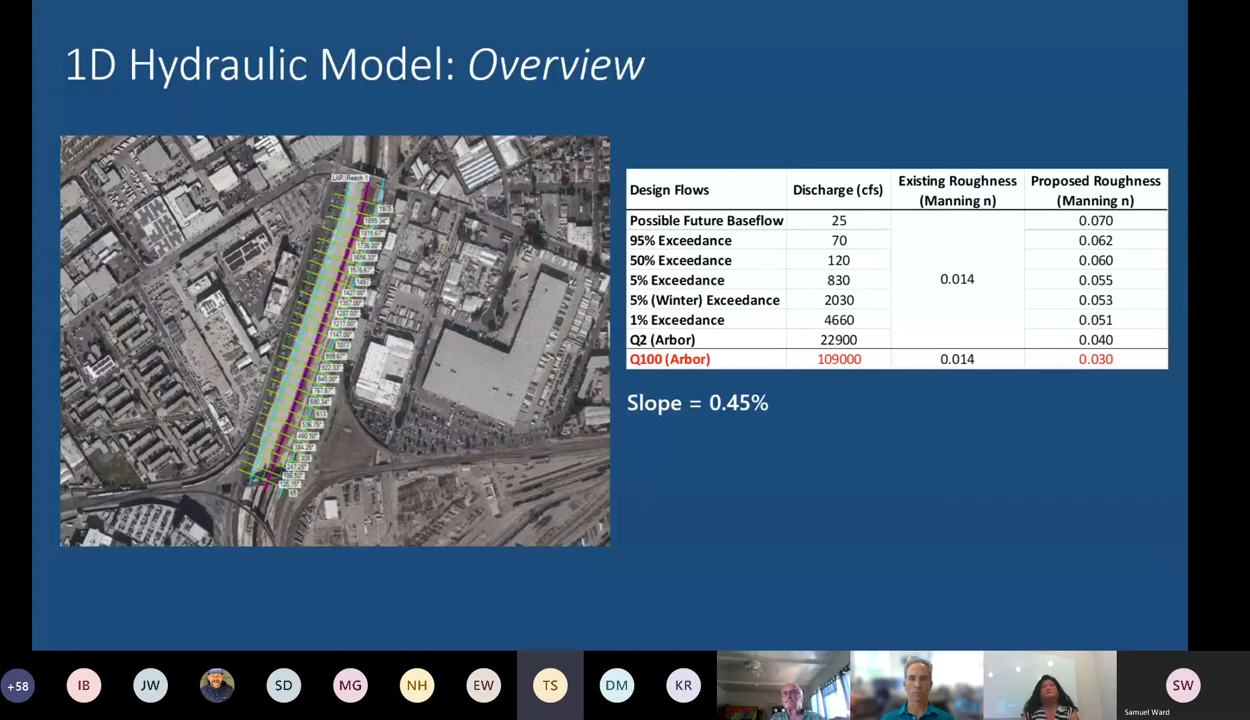 1D Hydraulic Model: Overview
LAR Reach 1
Design Flows Discharge (cfs) Existing Roughness (Manning n) Proposed Roughness (Manning n)
Possible Future Baseflow 25 0.070
95% Exceedance 70 0.062
50% Exceedance 120 0.060
5% Exceedance 830 0.014 0.055
5% (Winter) Exceedance 2030 0.053
1% Exceedance 4660 0.051
Q2 (Arbor) 22900 0.040
Q100 (Arbor) 109000 0.014 0.030
Slope = 0.45%
+58 IB JW SD MG NH EW TS DM KR SW
Samuel Ward